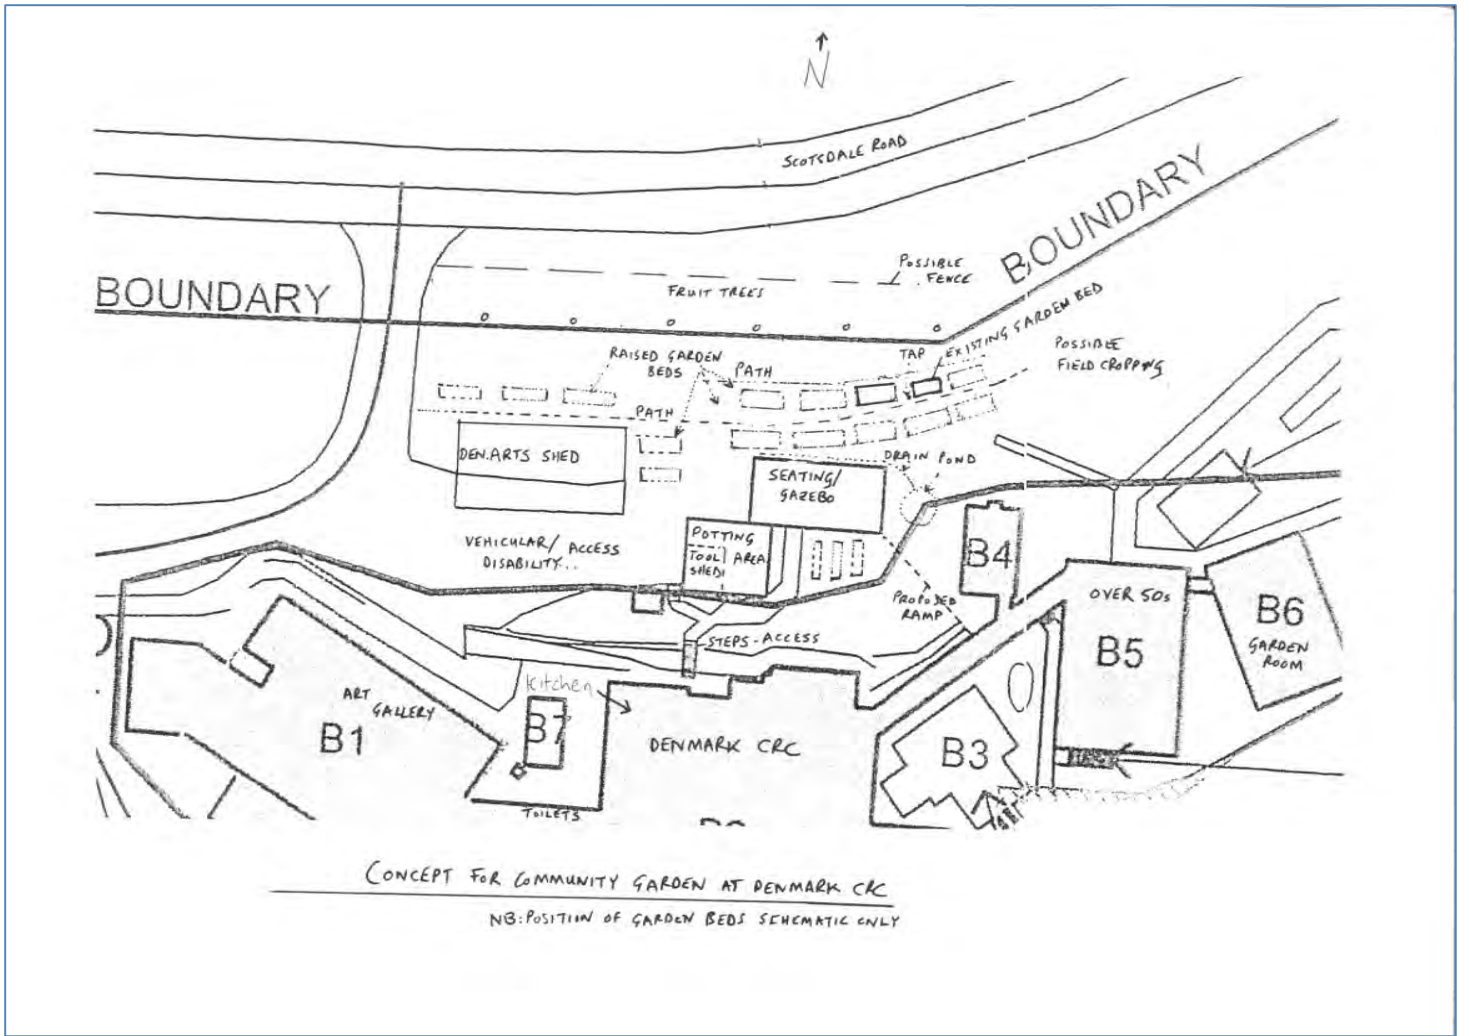 N
SCOTSDALE ROAD
BOUNDARY
BOUNDARY
POSSIBLE
FENCE
FRUIT TREES
EXISTING GARDEN BED
TAP
RAISED GARDEN
BEDS
PATH
POSSIBLE
FIELD CROPPING
PATH
DEN.ARTS SHED
DRAIN POND
SEATING/
GAZEBO
VEHICULAR/ ACCESS
DISABILITY..
POTTING
AREA
TOOL
SHED
B4
PROPOSED
RAMP
OVER 50s
B5
B6
GARDEN
ROOM
STEPS-ACCESS
Kitchen
ART
GALLERY
B1
B7
DENMARK CRC
B3
TOILETS
CONCEPT FOR COMMUNITY GARDEN AT DENMARK CRC
NB: POSITION OF GARDEN BEDS SCHEMATIC ONLY